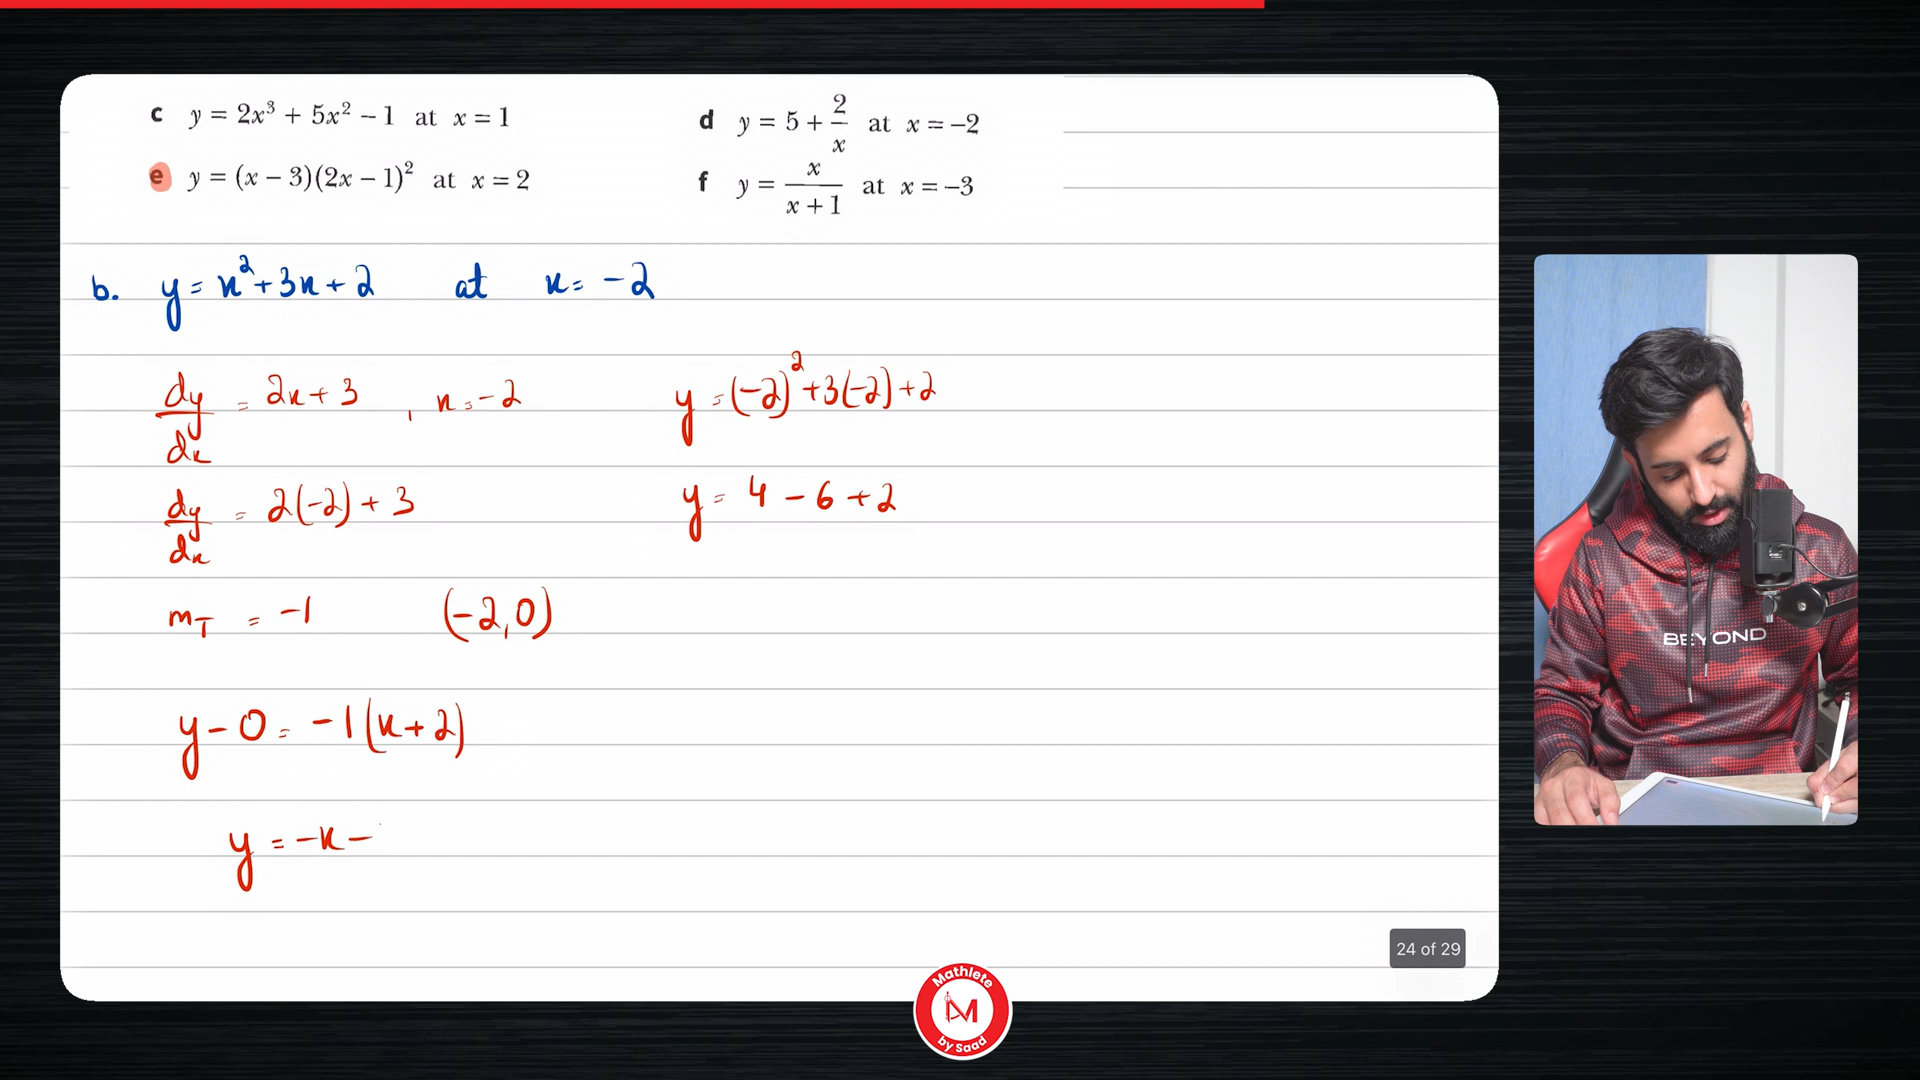 c y = 2x³ + 5x² − 1 at x = 1
d y = 5 + 2/x at x = −2
e y = (x − 3)(2x − 1)² at x = 2
f y = x/(x + 1) at x = −3
b. y = x² + 3x + 2 at x = −2
dy/dx = 2x + 3 , x = −2
y = (−2)² + 3(−2) + 2
dy/dx = 2(−2) + 3
y = 4 − 6 + 2
m_T = −1 (−2, 0)
y − 0 = −1(x + 2)
y = −x −
24 of 29
BEYOND
Mathlete
M
by Saad